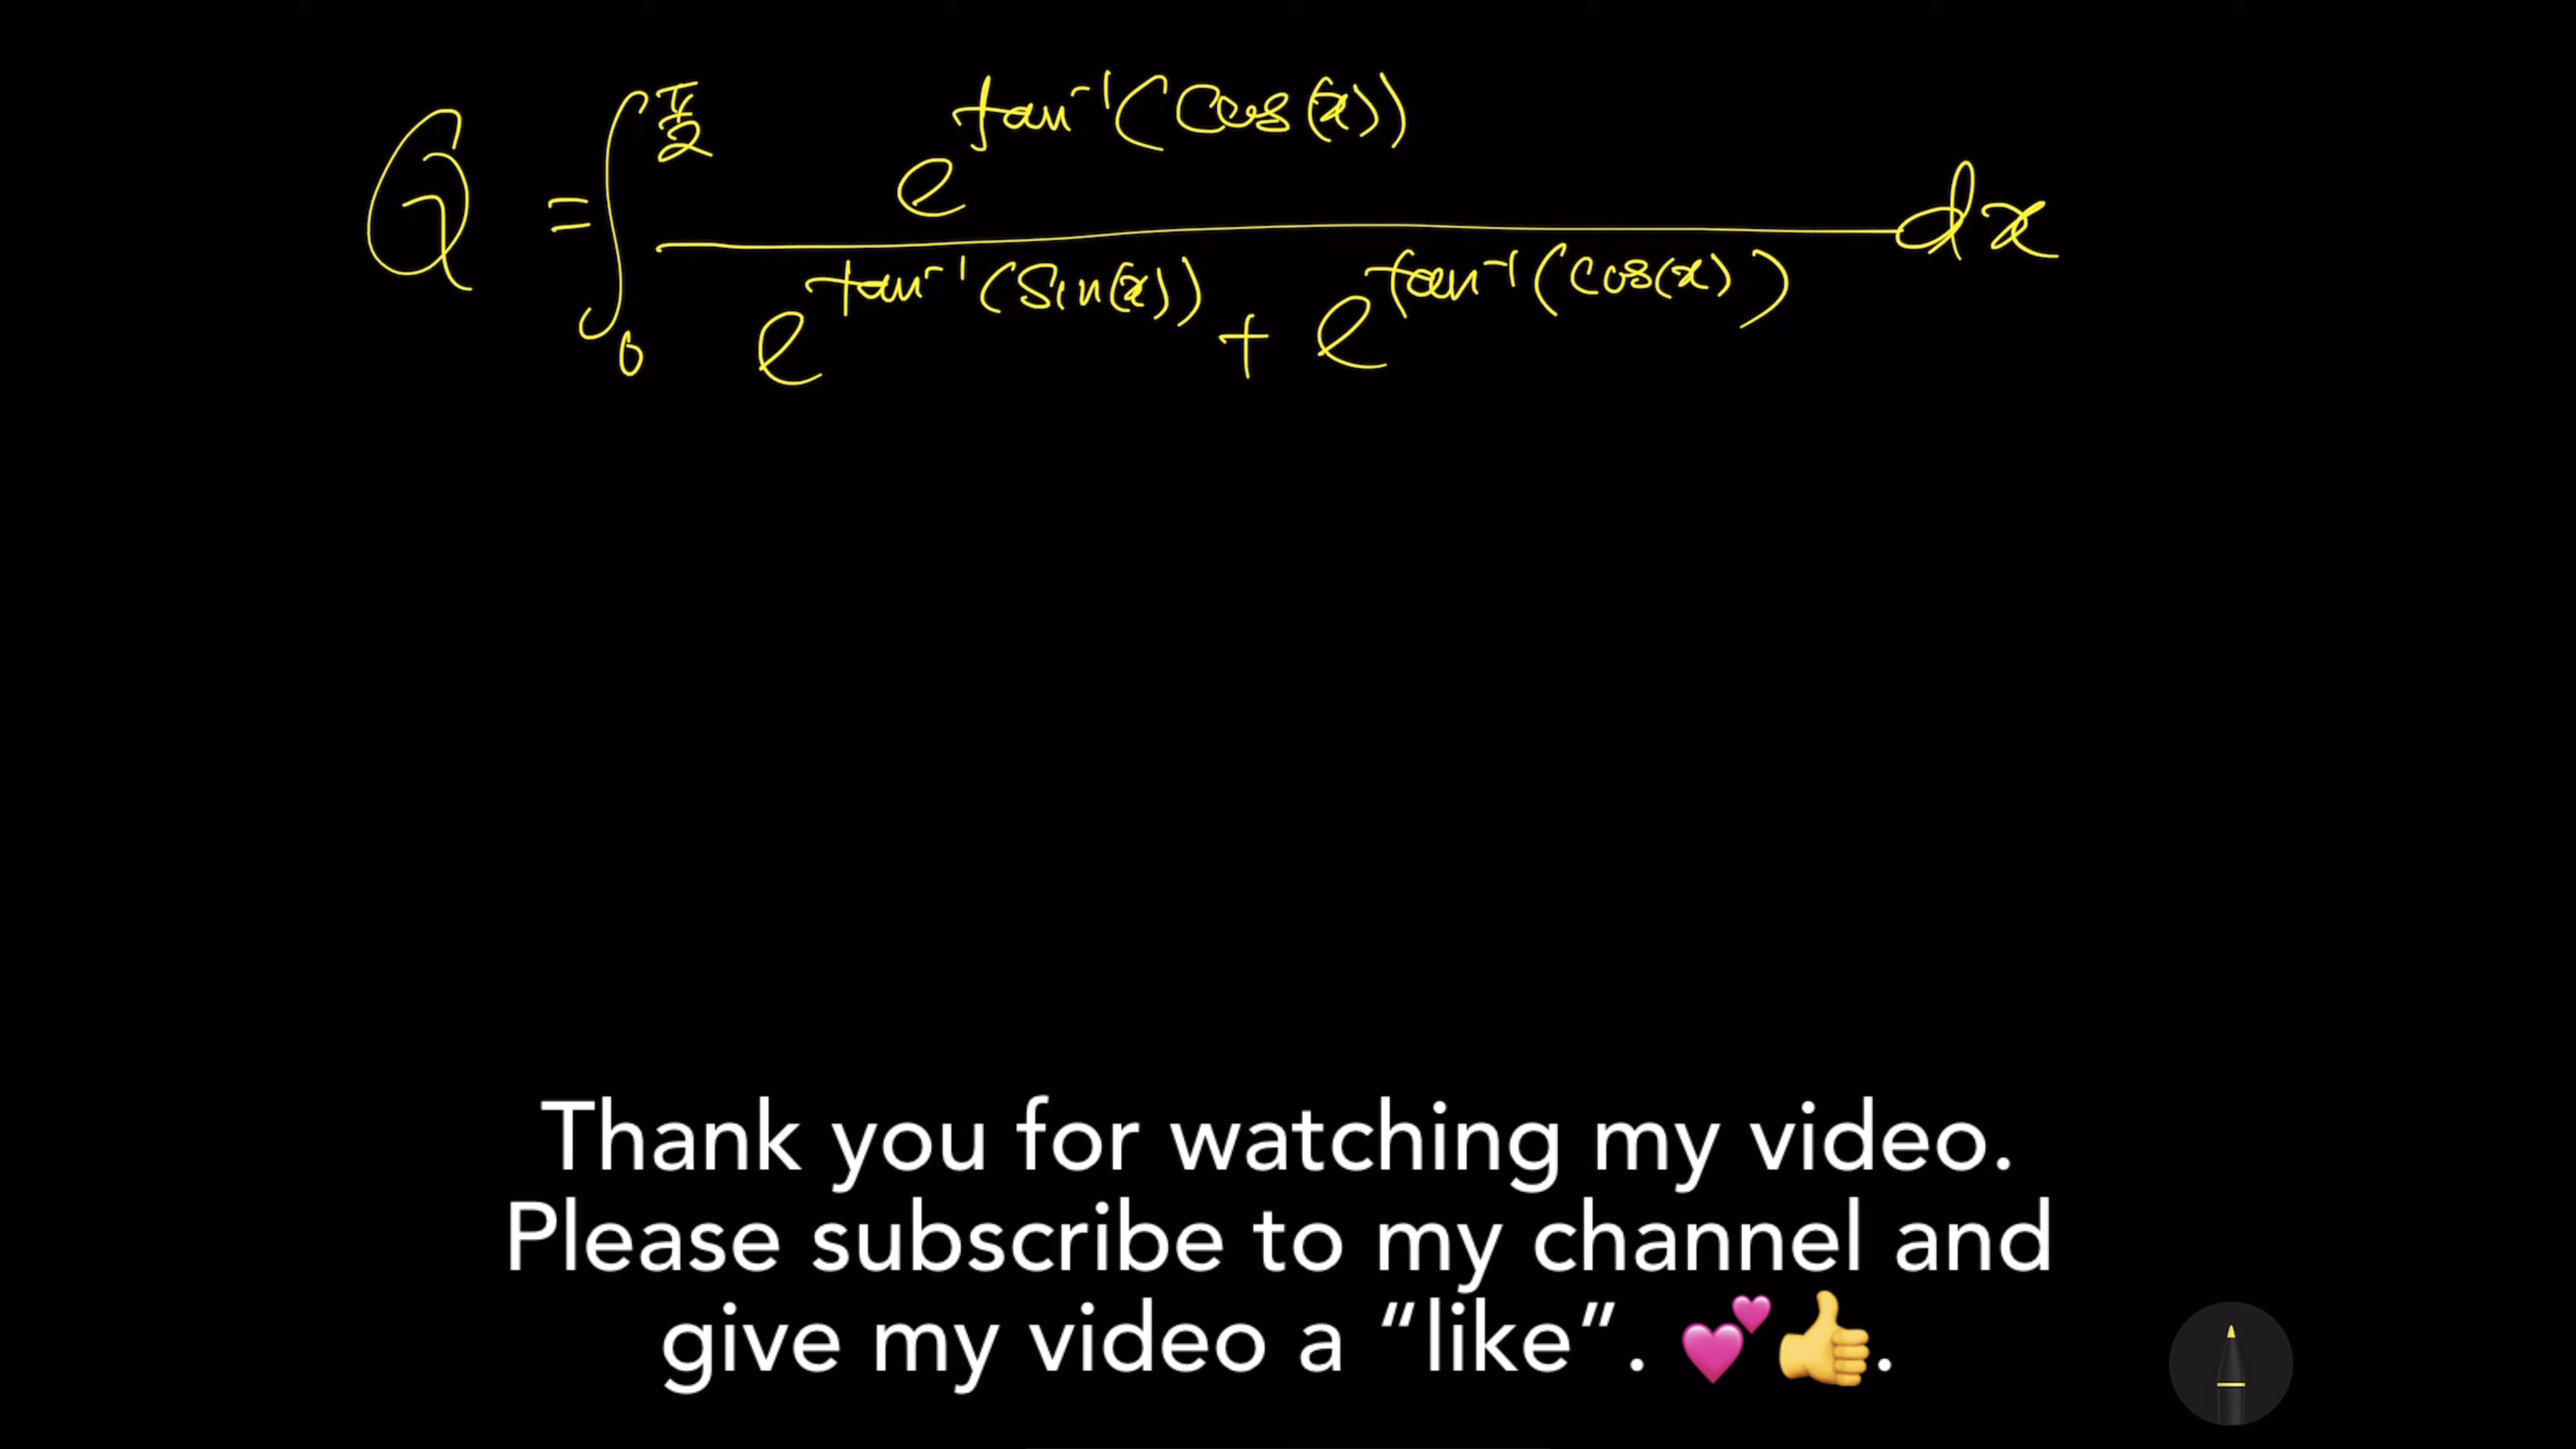 Q = ∫₀^{π/2} e^{tan⁻¹(cos(x))} / (e^{tan⁻¹(sin(x))} + e^{tan⁻¹(cos(x))}) dx
Thank you for watching my video.
Please subscribe to my channel and
give my video a “like”. 💕👍.